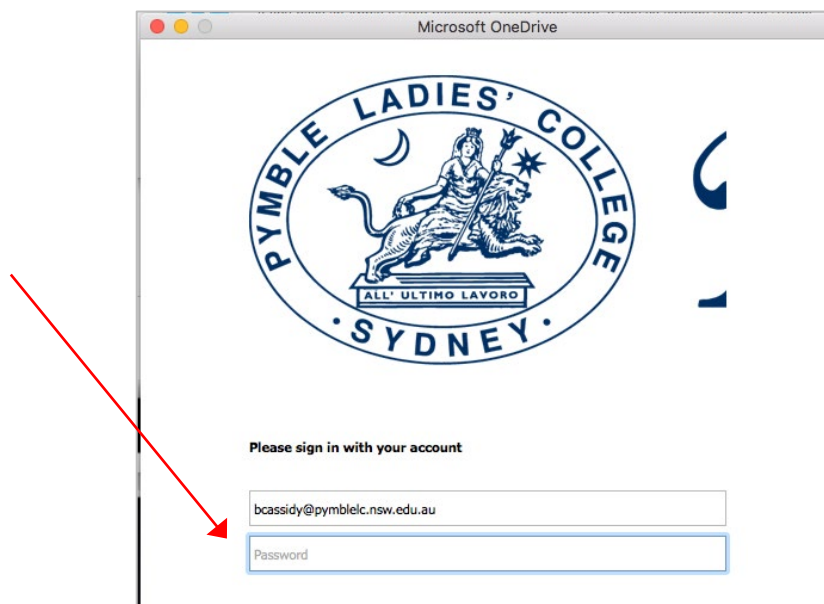 Microsoft OneDrive
PYMBLE LADIES' COLLEGE
ALL' ULTIMO LAVORO
· SYDNEY ·
Please sign in with your account
bcassidy@pymblelc.nsw.edu.au
Password